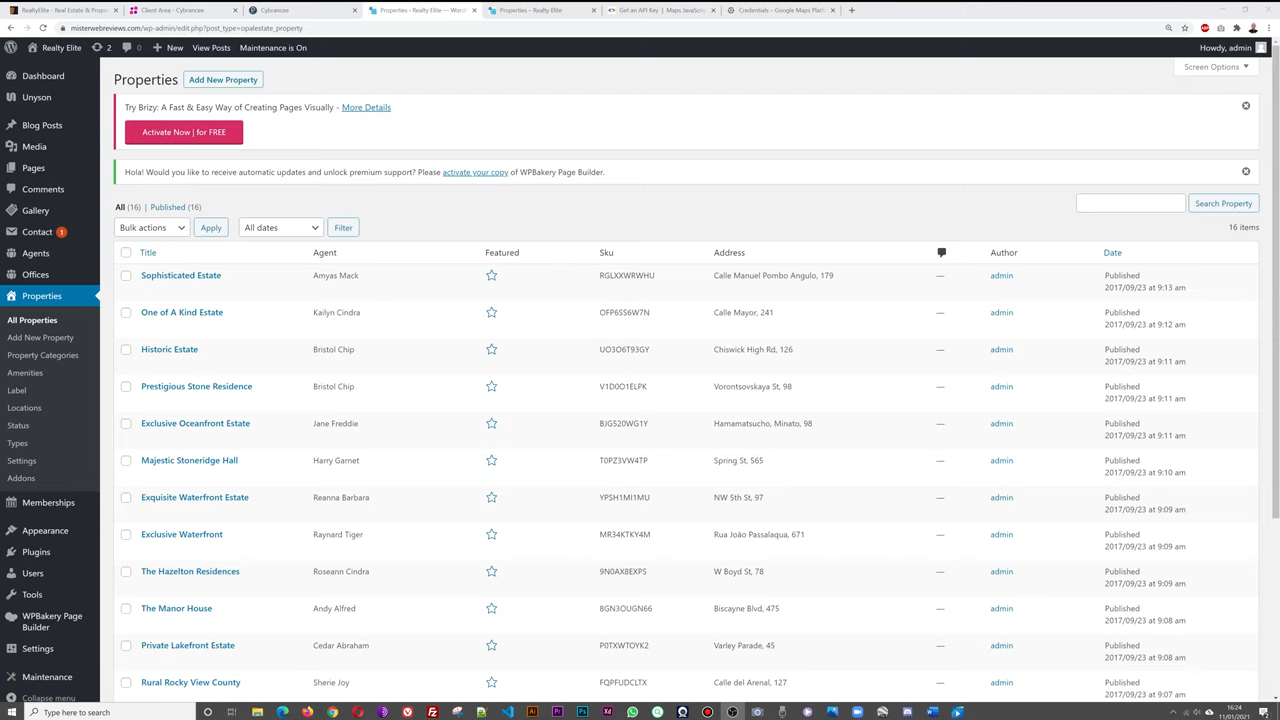 RealtyElite - Real Estate & Prope
Client Area - Cybrancee
Cybrancee
Properties ‹ Realty Elite — Word
Properties – Realty Elite
Get an API Key | Maps JavaScri
Credentials – Google Maps Platf
misterwebreviews.com/wp-admin/edit.php?post_type=opalestate_property
Realty Elite 2 0 New View Posts Maintenance is On
Howdy, admin
Dashboard
Unyson
Blog Posts
Media
Pages
Comments
Gallery
Contact 1
Agents
Offices
Properties
All Properties
Add New Property
Property Categories
Amenities
Label
Locations
Status
Types
Settings
Addons
Memberships
Appearance
Plugins
Users
Tools
WPBakery Page
Builder
Settings
Maintenance
Collapse menu
Screen Options
Properties Add New Property
Try Brizy: A Fast & Easy Way of Creating Pages Visually - More Details
Activate Now | for FREE
Hola! Would you like to receive automatic updates and unlock premium support? Please activate your copy of WPBakery Page Builder.
All (16) | Published (16)
Search Property
Bulk actions Apply All dates Filter
16 items
Title Agent Featured Sku Address Author Date
Sophisticated Estate Amyas Mack RGLXXWRWHU Calle Manuel Pombo Angulo, 179 — admin Published
2017/09/23 at 9:13 am
One of A Kind Estate Kailyn Cindra OFP6SS6W7N Calle Mayor, 241 — admin Published
2017/09/23 at 9:12 am
Historic Estate Bristol Chip UO3O6T93GY Chiswick High Rd, 126 — admin Published
2017/09/23 at 9:11 am
Prestigious Stone Residence Bristol Chip V1D0O1ELPK Vorontsovskaya St, 98 — admin Published
2017/09/23 at 9:11 am
Exclusive Oceanfront Estate Jane Freddie BJGS20WG1Y Hamamatsucho, Minato, 98 — admin Published
2017/09/23 at 9:11 am
Majestic Stoneridge Hall Harry Garnet T0PZ3VW4TP Spring St, 565 — admin Published
2017/09/23 at 9:10 am
Exquisite Waterfront Estate Reanna Barbara YPSH1MI1MU NW 5th St, 97 — admin Published
2017/09/23 at 9:09 am
Exclusive Waterfront Raynard Tiger MR34KTKY4M Rua João Passalaqua, 671 — admin Published
2017/09/23 at 9:09 am
The Hazelton Residences Roseann Cindra 9N0AX8EXPS W Boyd St, 78 — admin Published
2017/09/23 at 9:09 am
The Manor House Andy Alfred 8GN3OUGN66 Biscayne Blvd, 475 — admin Published
2017/09/23 at 9:08 am
Private Lakefront Estate Cedar Abraham P0TXWTOYK2 Varley Parade, 45 — admin Published
2017/09/23 at 9:08 am
Rural Rocky View County Sherie Joy FQPFUDCLTX Calle del Arenal, 127 — admin Published
2017/09/23 at 9:07 am
Type here to search
16:24
11/01/2021